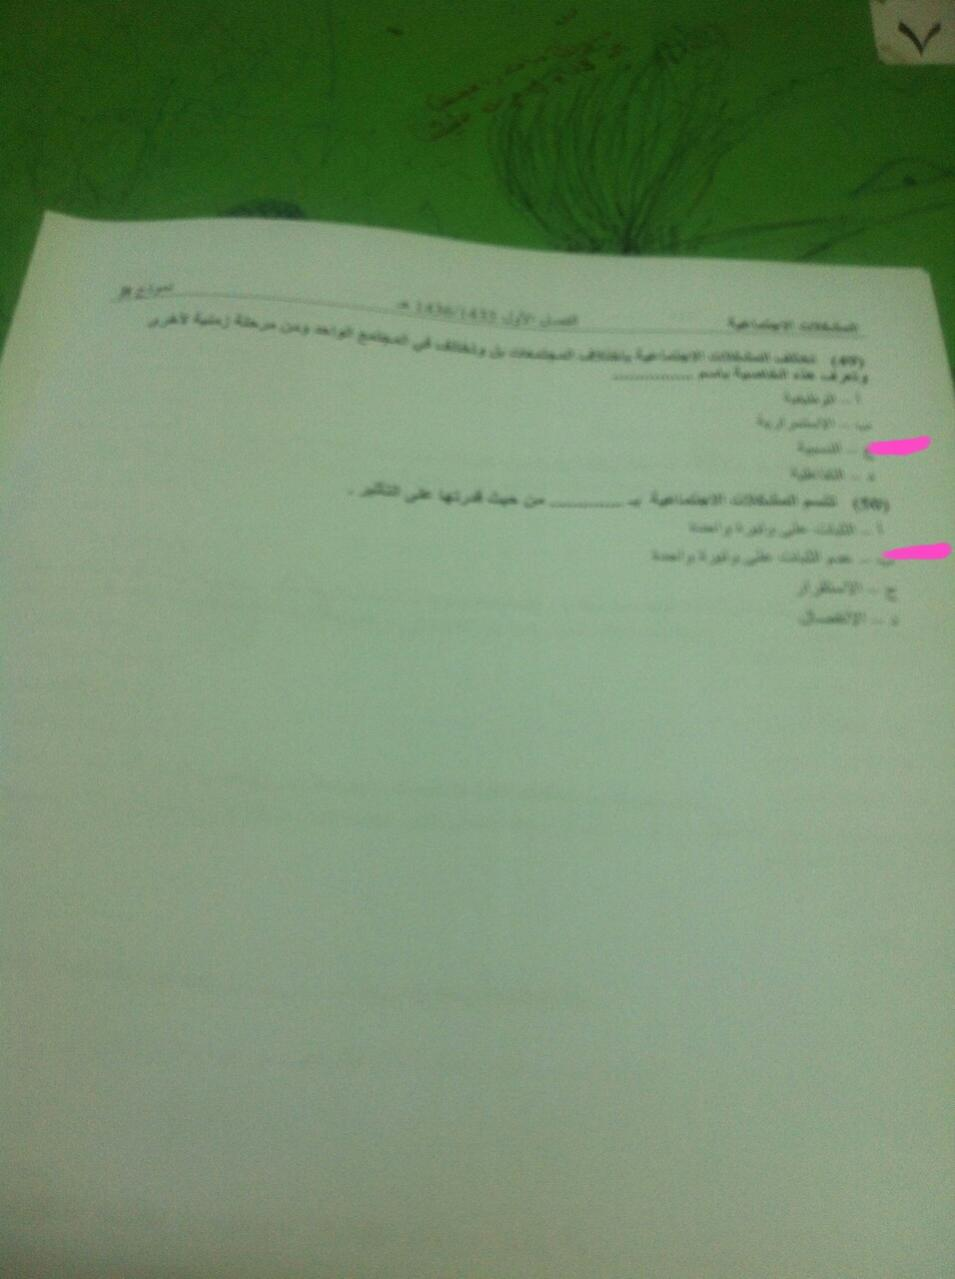 ٧
المشكلات الاجتماعية الفصل الأول 1436/1435 هـ نموذج B
(49) تختلف المشكلات الاجتماعية باختلاف المجتمعات بل وتختلف في المجتمع الواحد ومن مرحلة زمنية لأخرى
وتعرف هذه الخاصية باسم ...............
أ – الوظيفية
ب – الاستمرارية
ج – النسبية
د – التفاعلية
(50) تتسم المشكلات الاجتماعية بـ ............... من حيث قدرتها على التأثير .
أ – الثبات على وتيرة واحدة
ب – عدم الثبات على وتيرة واحدة
ج – الاستقرار
د – الانفصال